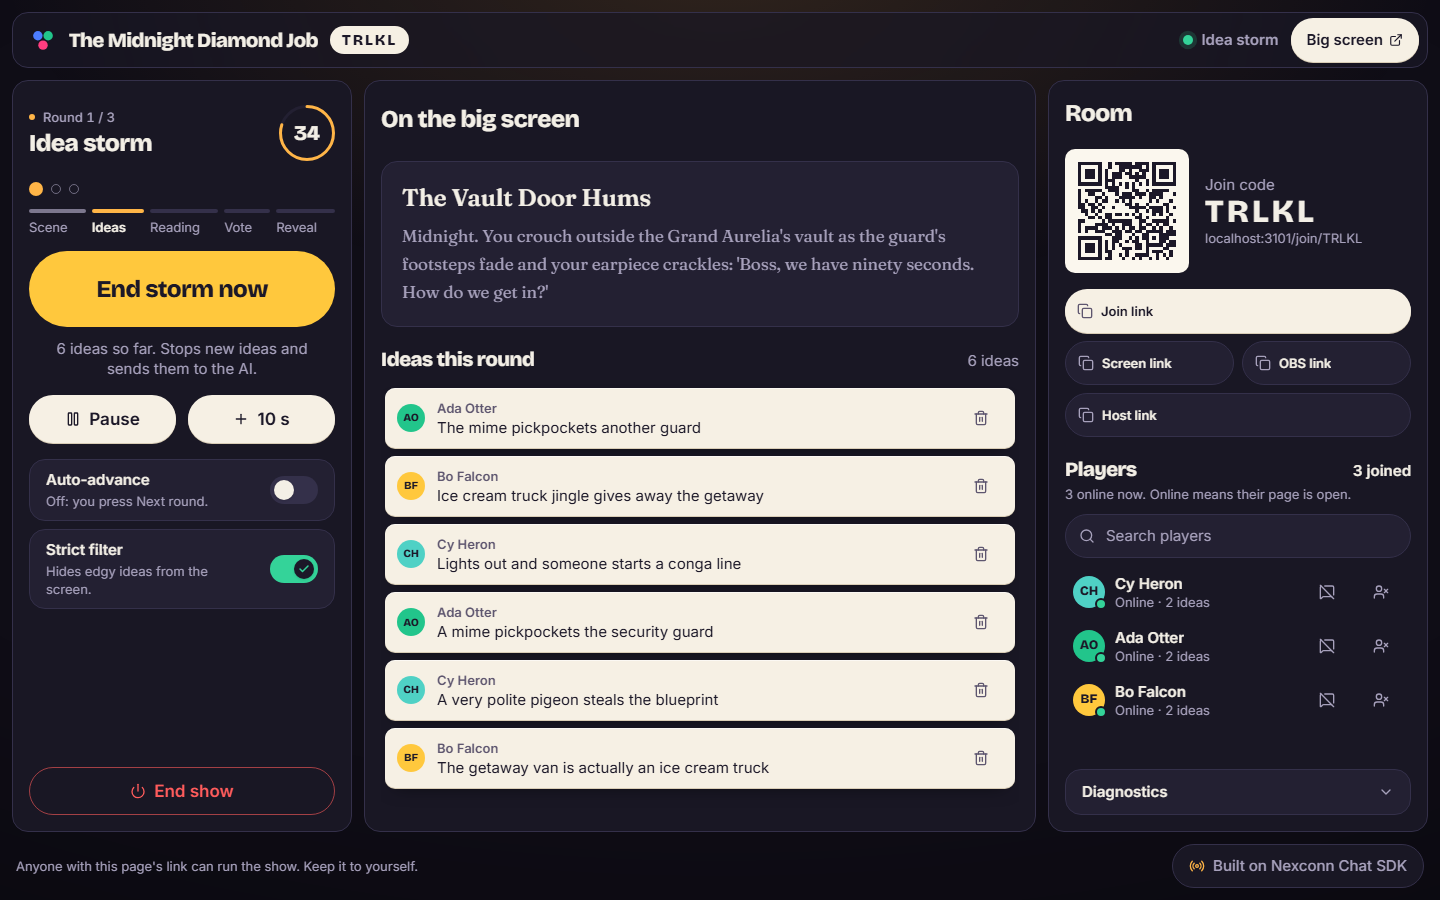 The Midnight Diamond Job
TRLKL
Idea storm
Big screen
Round 1 / 3
Idea storm
34
Scene
Ideas
Reading
Vote
Reveal
End storm now
6 ideas so far. Stops new ideas and
sends them to the AI.
Pause
+ 10 s
Auto-advance
Off: you press Next round.
Strict filter
Hides edgy ideas from the
screen.
End show
On the big screen
The Vault Door Hums
Midnight. You crouch outside the Grand Aurelia's vault as the guard's
footsteps fade and your earpiece crackles: 'Boss, we have ninety seconds.
How do we get in?'
Ideas this round
6 ideas
AO
Ada Otter
The mime pickpockets another guard
BF
Bo Falcon
Ice cream truck jingle gives away the getaway
CH
Cy Heron
Lights out and someone starts a conga line
AO
Ada Otter
A mime pickpockets the security guard
CH
Cy Heron
A very polite pigeon steals the blueprint
BF
Bo Falcon
The getaway van is actually an ice cream truck
Room
Join code
TRLKL
localhost:3101/join/TRLKL
Join link
Screen link
OBS link
Host link
Players
3 joined
3 online now. Online means their page is open.
Search players
CH
Cy Heron
Online · 2 ideas
AO
Ada Otter
Online · 2 ideas
BF
Bo Falcon
Online · 2 ideas
Diagnostics
Anyone with this page's link can run the show. Keep it to yourself.
Built on Nexconn Chat SDK